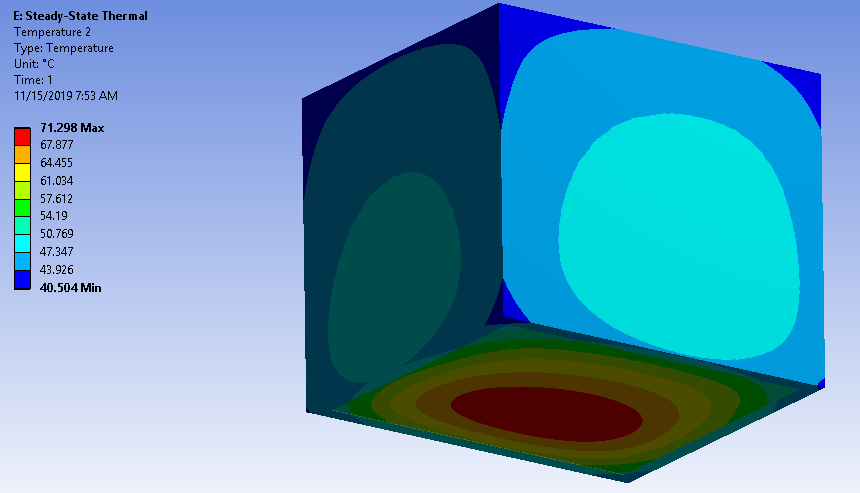 E: Steady-State Thermal
Temperature 2
Type: Temperature
Unit: °C
Time: 1
11/15/2019 7:53 AM
71.298 Max
67.877
64.455
61.034
57.612
54.19
50.769
47.347
43.926
40.504 Min